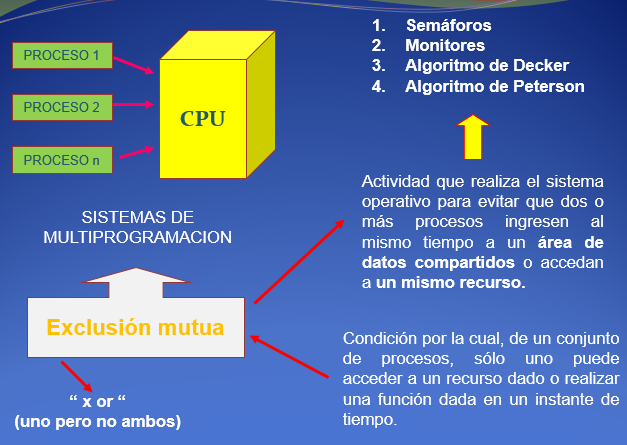 PROCESO 1
PROCESO 2
PROCESO n
CPU
SISTEMAS DE
MULTIPROGRAMACION
Exclusión mutua
“ x or “
(uno pero no ambos)
1. Semáforos
2. Monitores
3. Algoritmo de Decker
4. Algoritmo de Peterson
Actividad que realiza el sistema
operativo para evitar que dos o
más procesos ingresen al
mismo tiempo a un área de
datos compartidos o accedan
a un mismo recurso.
Condición por la cual, de un conjunto
de procesos, sólo uno puede
acceder a un recurso dado o realizar
una función dada en un instante de
tiempo.